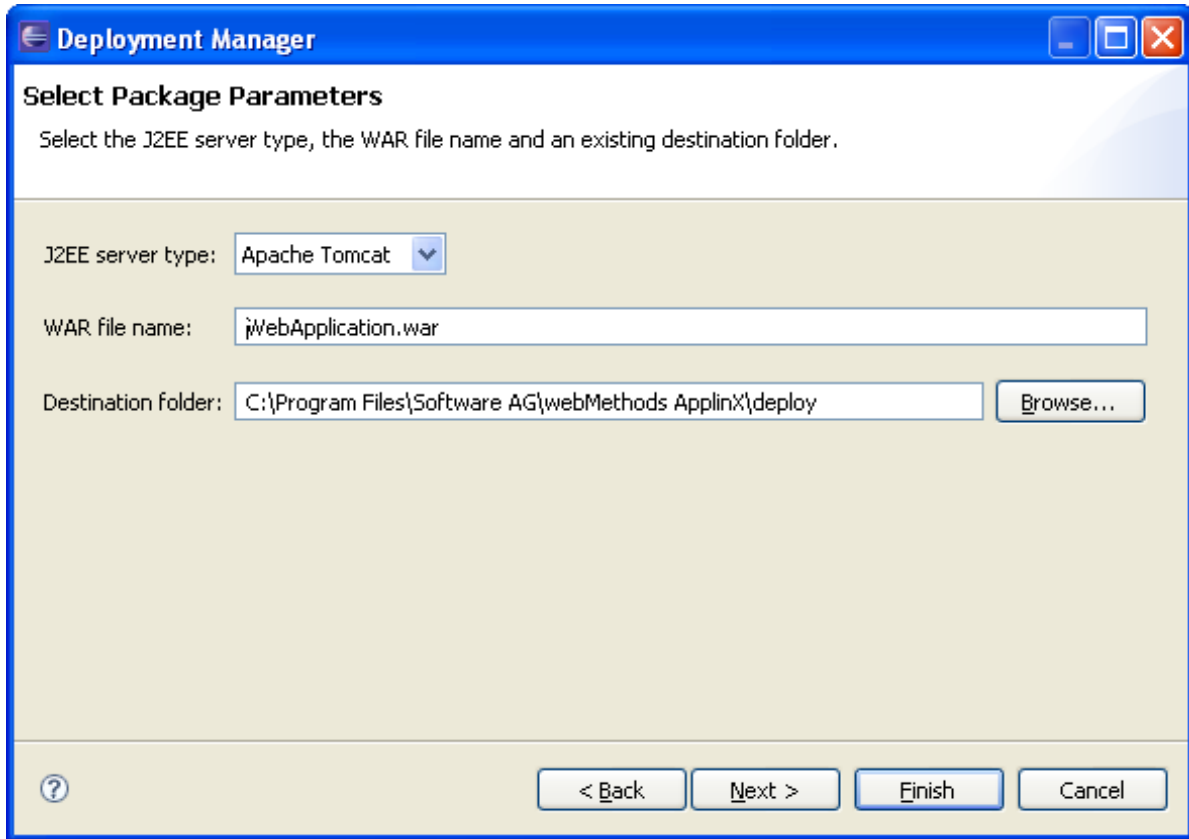 Deployment Manager
Select Package Parameters
Select the J2EE server type, the WAR file name and an existing destination folder.
J2EE server type: Apache Tomcat
WAR file name: jWebApplication.war
Destination folder: C:\Program Files\Software AG\webMethods ApplinX\deploy Browse...
? < Back Next > Finish Cancel